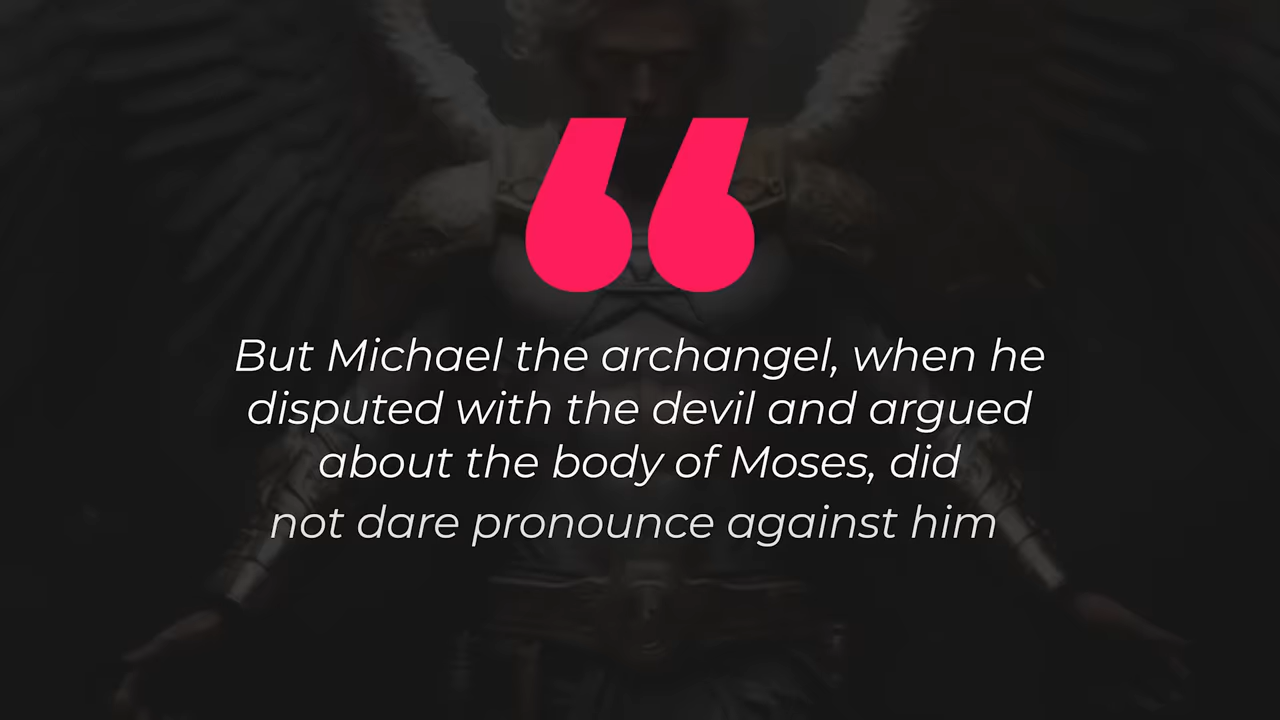 “
But Michael the archangel, when he
disputed with the devil and argued
about the body of Moses, did
not dare pronounce against him